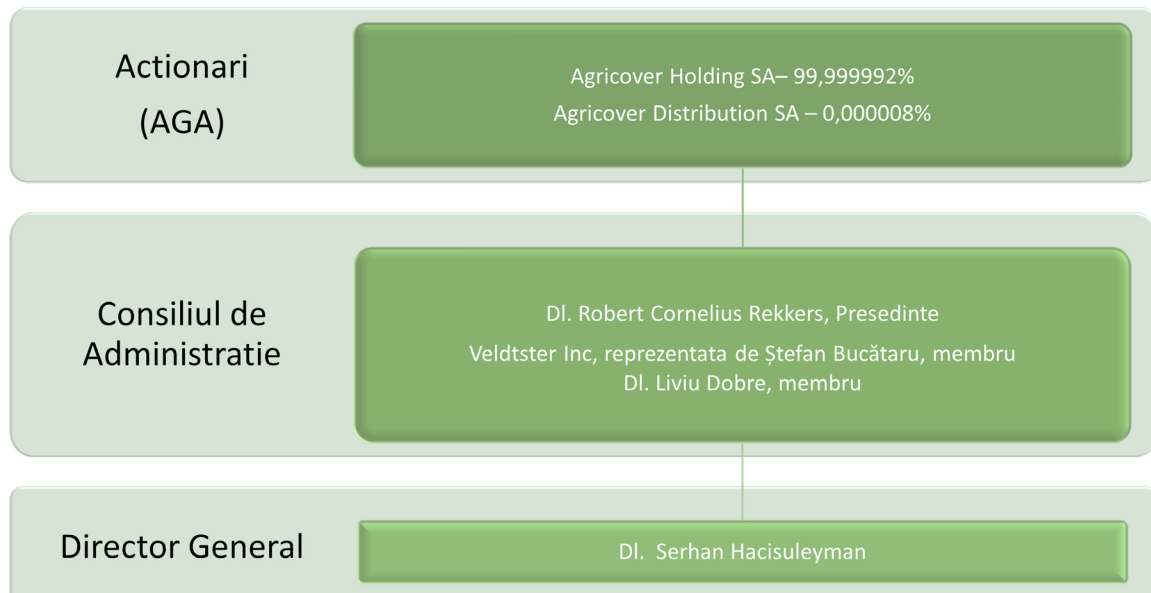 Actionari
(AGA)
Agricover Holding SA– 99,999992%
Agricover Distribution SA – 0,000008%
Consiliul de
Administratie
Dl. Robert Cornelius Rekkers, Presedinte
Veldtster Inc, reprezentata de Ștefan Bucătaru, membru
Dl. Liviu Dobre, membru
Director General
Dl. Serhan Hacisuleyman